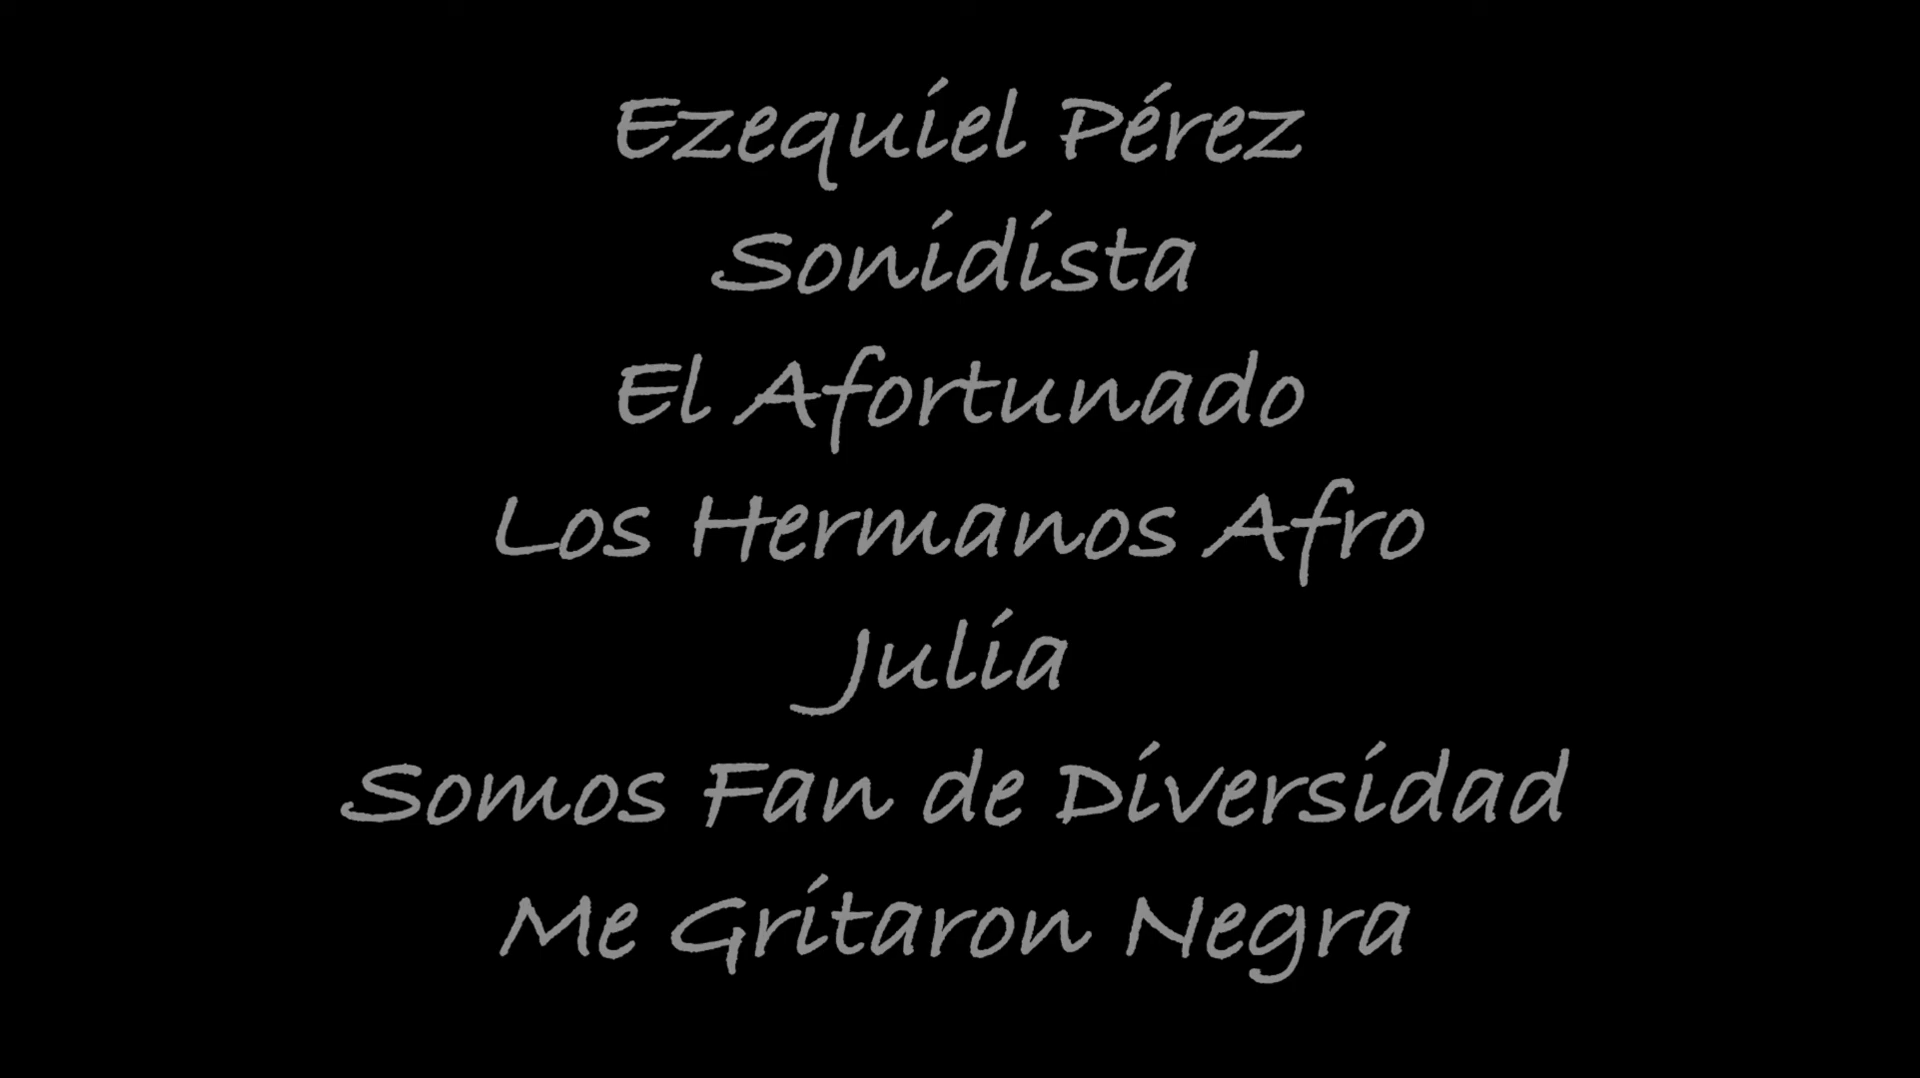 Ezequiel Pérez
Sonidista
El Afortunado
Los Hermanos Afro
Julia
Somos Fan de Diversidad
Me Gritaron Negra